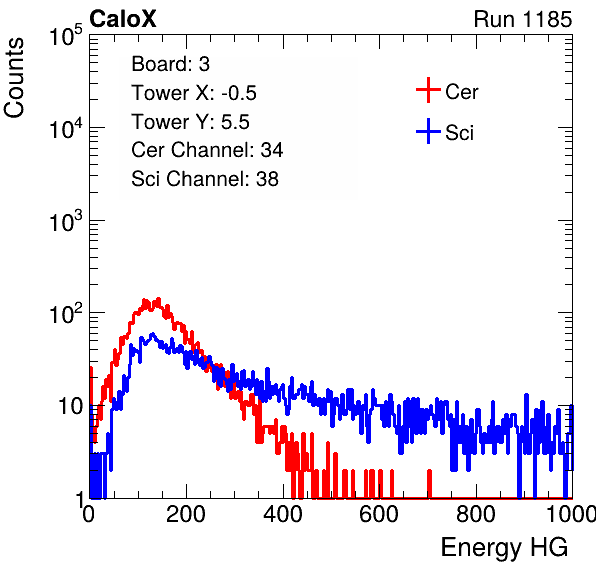 CaloX Run 1185
Counts
10^5
Board: 3
Tower X: -0.5
Tower Y: 5.5
Cer Channel: 34
Sci Channel: 38
Cer
Sci
10^4
10^3
10^2
10
1
0 200 400 600 800 1000
Energy HG